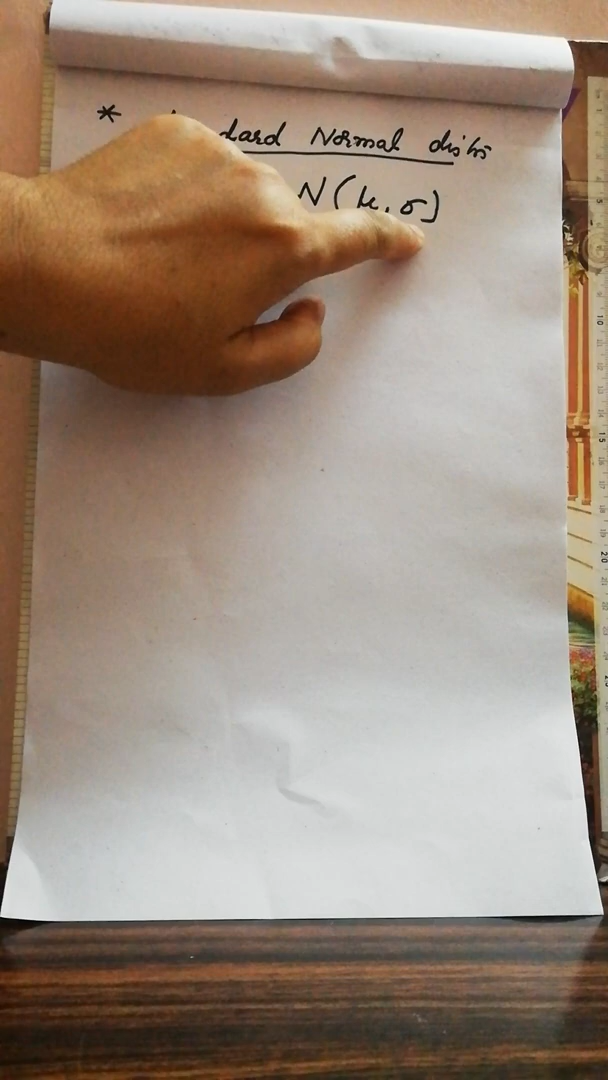 * dard Normal distn
N(μ, σ)